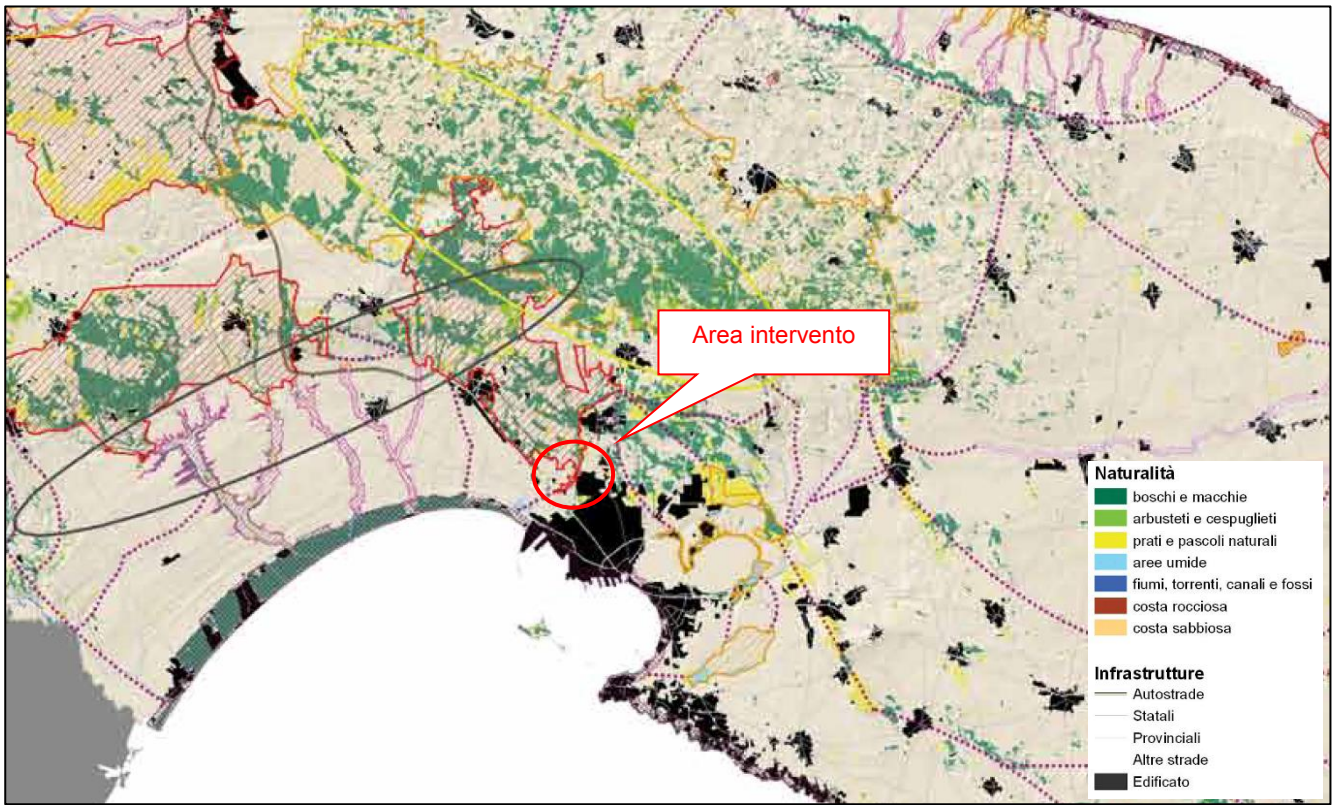 Area intervento
Naturalità
boschi e macchie
arbusteti e cespuglieti
prati e pascoli naturali
aree umide
fiumi, torrenti, canali e fossi
costa rocciosa
costa sabbiosa
Infrastrutture
Autostrade
Statali
Provinciali
Altre strade
Edificato